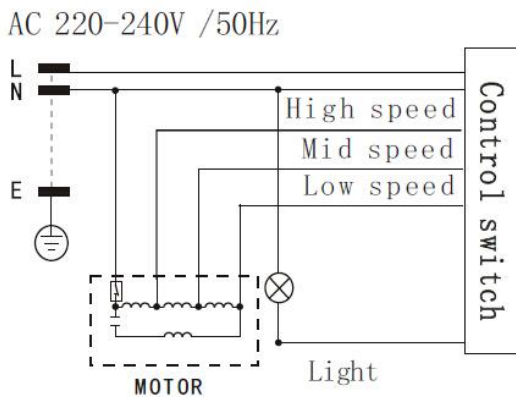 AC 220-240V /50Hz
L
N
High speed
Mid speed
Low speed
E
Control switch
Light
MOTOR